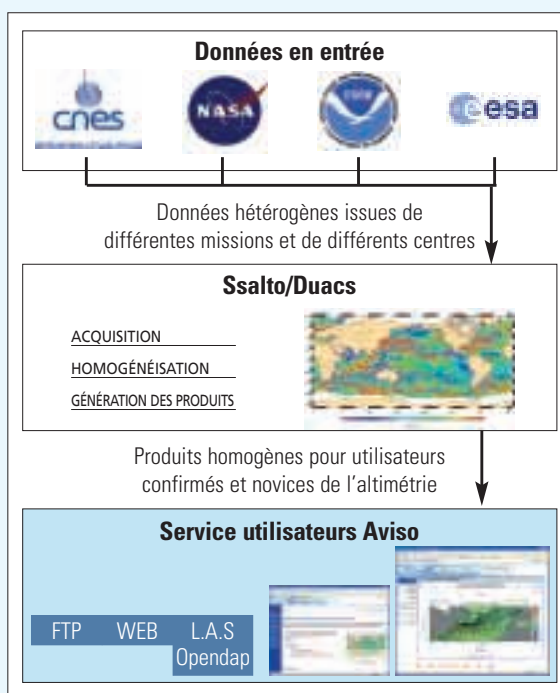 Données en entrée
cnes
NASA
esa
Données hétérogènes issues de
différentes missions et de différents centres
Ssalto/Duacs
ACQUISITION
HOMOGÉNÉISATION
GÉNÉRATION DES PRODUITS
Produits homogènes pour utilisateurs
confirmés et novices de l'altimétrie
Service utilisateurs Aviso
FTP WEB L.A.S
Opendap